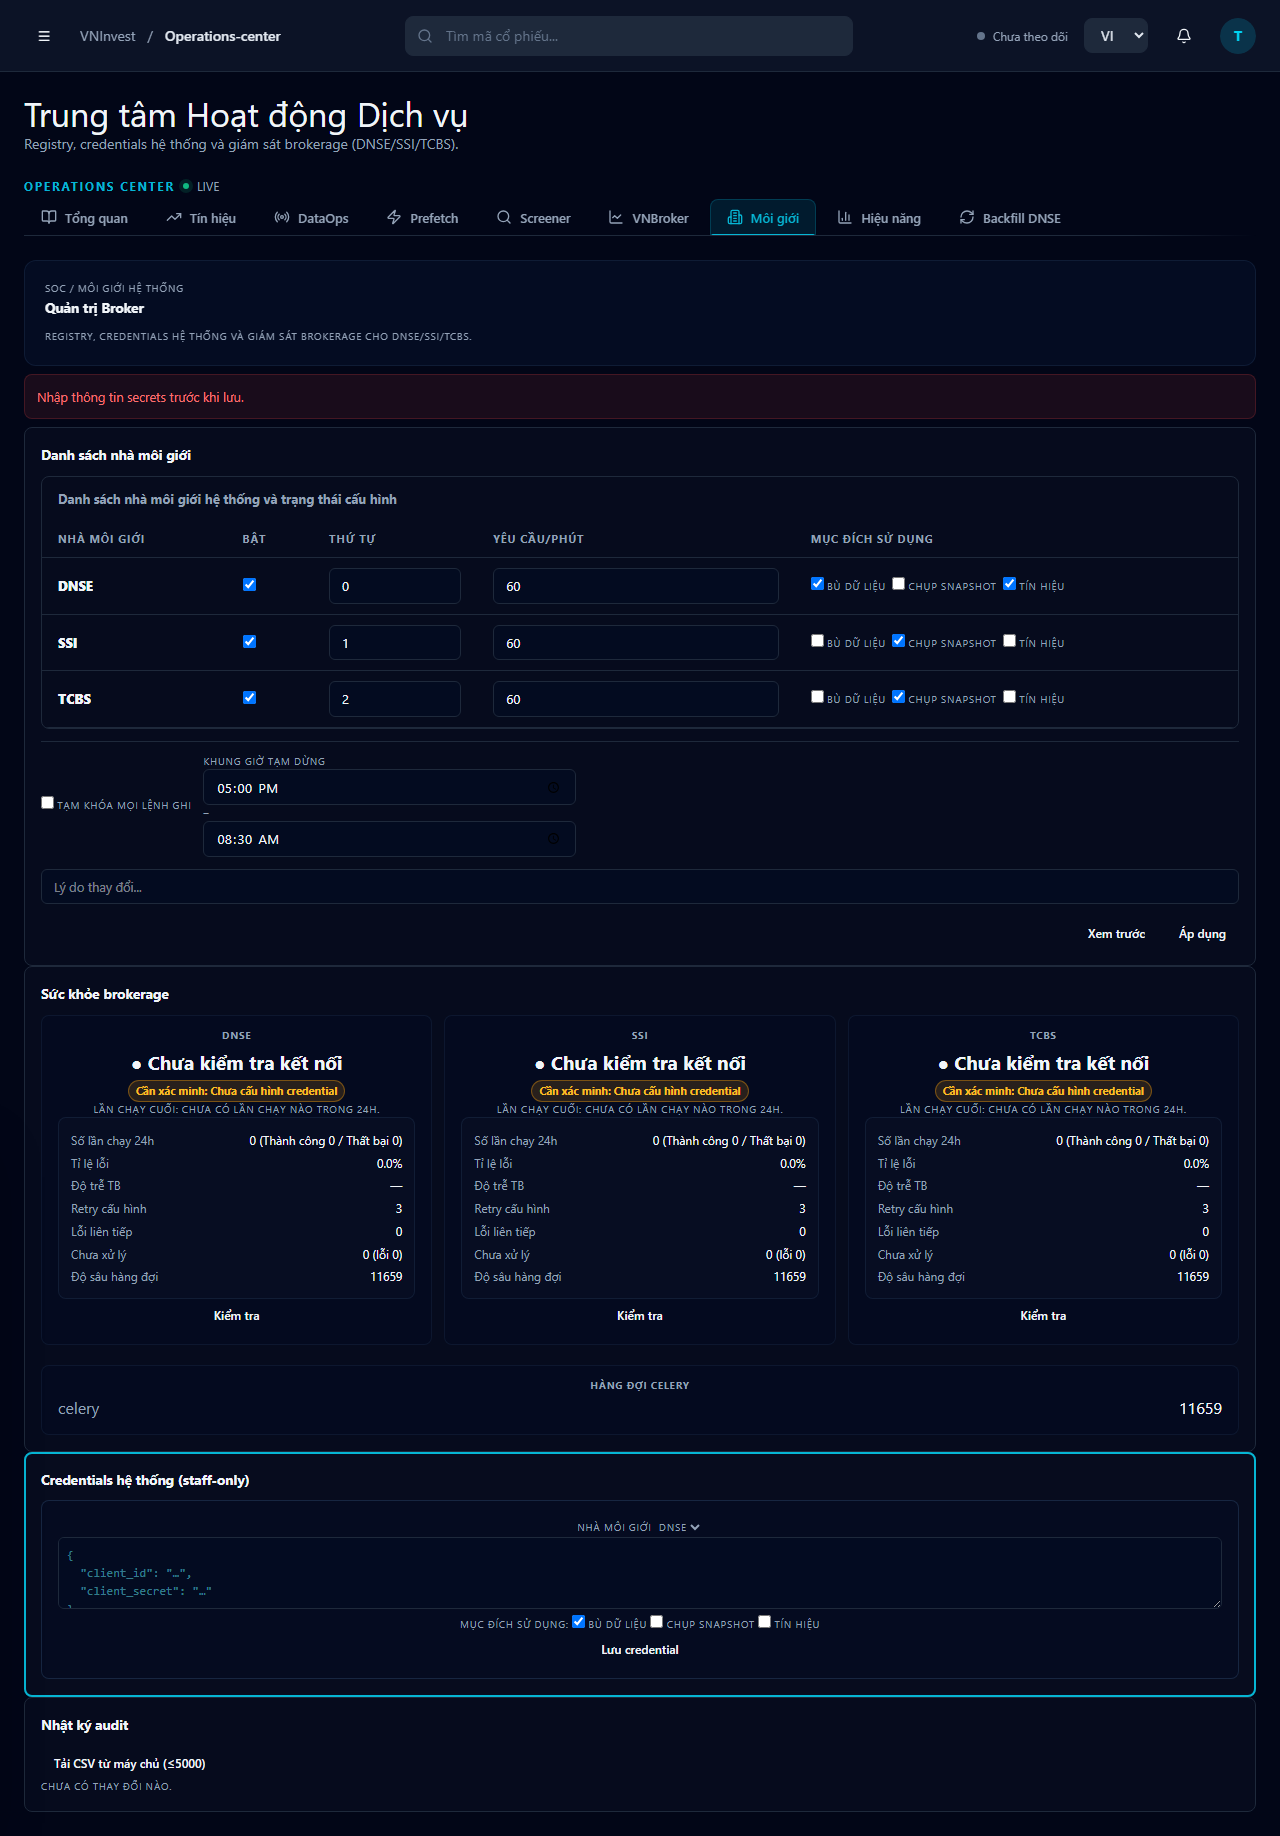 ☰ VNInvest / Operations-center Tìm mã cổ phiếu... Chưa theo dõi VI T
Trung tâm Hoạt động Dịch vụ
Registry, credentials hệ thống và giám sát brokerage (DNSE/SSI/TCBS).
OPERATIONS CENTER ● LIVE
Tổng quan Tín hiệu DataOps Prefetch Screener VNBroker Môi giới Hiệu năng Backfill DNSE
SOC / MÔI GIỚI HỆ THỐNG
Quản trị Broker
REGISTRY, CREDENTIALS HỆ THỐNG VÀ GIÁM SÁT BROKERAGE CHO DNSE/SSI/TCBS.
Nhập thông tin secrets trước khi lưu.
Danh sách nhà môi giới
Danh sách nhà môi giới hệ thống và trạng thái cấu hình
NHÀ MÔI GIỚI BẬT THỨ TỰ YÊU CẦU/PHÚT MỤC ĐÍCH SỬ DỤNG
DNSE 0 60 BÙ DỮ LIỆU CHỤP SNAPSHOT TÍN HIỆU
SSI 1 60 BÙ DỮ LIỆU CHỤP SNAPSHOT TÍN HIỆU
TCBS 2 60 BÙ DỮ LIỆU CHỤP SNAPSHOT TÍN HIỆU
KHUNG GIỜ TẠM DỪNG
05:00 PM
TẠM KHÓA MỌI LỆNH GHI –
08:30 AM
Lý do thay đổi...
Xem trước Áp dụng
Sức khỏe brokerage
DNSE
● Chưa kiểm tra kết nối
Cần xác minh: Chưa cấu hình credential
LẦN CHẠY CUỐI: CHƯA CÓ LẦN CHẠY NÀO TRONG 24H.
Số lần chạy 24h 0 (Thành công 0 / Thất bại 0)
Tỉ lệ lỗi 0.0%
Độ trễ TB —
Retry cấu hình 3
Lỗi liên tiếp 0
Chưa xử lý 0 (lỗi 0)
Độ sâu hàng đợi 11659
Kiểm tra
SSI
● Chưa kiểm tra kết nối
Cần xác minh: Chưa cấu hình credential
LẦN CHẠY CUỐI: CHƯA CÓ LẦN CHẠY NÀO TRONG 24H.
Số lần chạy 24h 0 (Thành công 0 / Thất bại 0)
Tỉ lệ lỗi 0.0%
Độ trễ TB —
Retry cấu hình 3
Lỗi liên tiếp 0
Chưa xử lý 0 (lỗi 0)
Độ sâu hàng đợi 11659
Kiểm tra
TCBS
● Chưa kiểm tra kết nối
Cần xác minh: Chưa cấu hình credential
LẦN CHẠY CUỐI: CHƯA CÓ LẦN CHẠY NÀO TRONG 24H.
Số lần chạy 24h 0 (Thành công 0 / Thất bại 0)
Tỉ lệ lỗi 0.0%
Độ trễ TB —
Retry cấu hình 3
Lỗi liên tiếp 0
Chưa xử lý 0 (lỗi 0)
Độ sâu hàng đợi 11659
Kiểm tra
HÀNG ĐỢI CELERY
celery 11659
Credentials hệ thống (staff-only)
NHÀ MÔI GIỚI DNSE
{
"client_id": "…",
"client_secret": "…"
MỤC ĐÍCH SỬ DỤNG: BÙ DỮ LIỆU CHỤP SNAPSHOT TÍN HIỆU
Lưu credential
Nhật ký audit
Tải CSV từ máy chủ (≤5000)
CHƯA CÓ THAY ĐỔI NÀO.